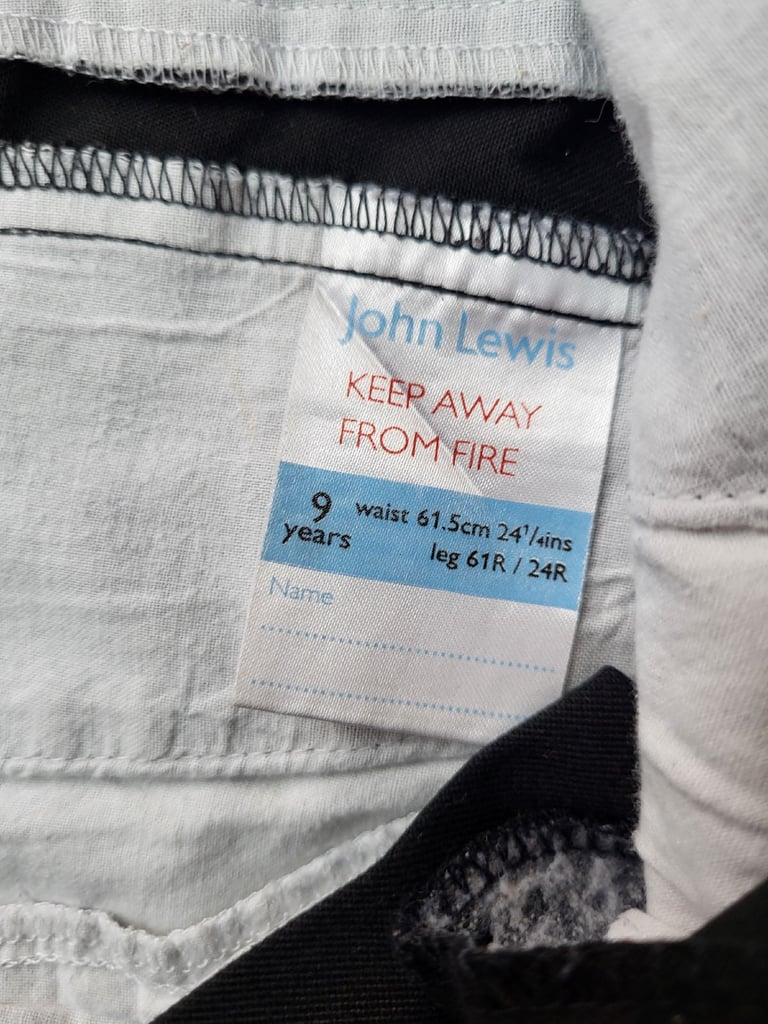 John Lewis
KEEP AWAY
FROM FIRE
9 years
waist 61.5cm 24¹/₄ins
leg 61R / 24R
Name